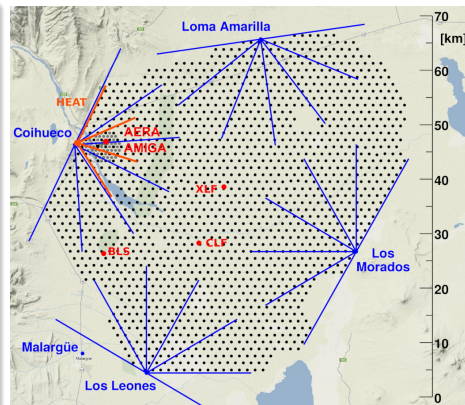 70
Loma Amarilla
[km]
60
HEAT
50
Coihueco
AERA
AMIGA
40
XLF
30
CLF
BLS
Los
Morados
20
10
Malargüe
Malargüe
Los Leones
0